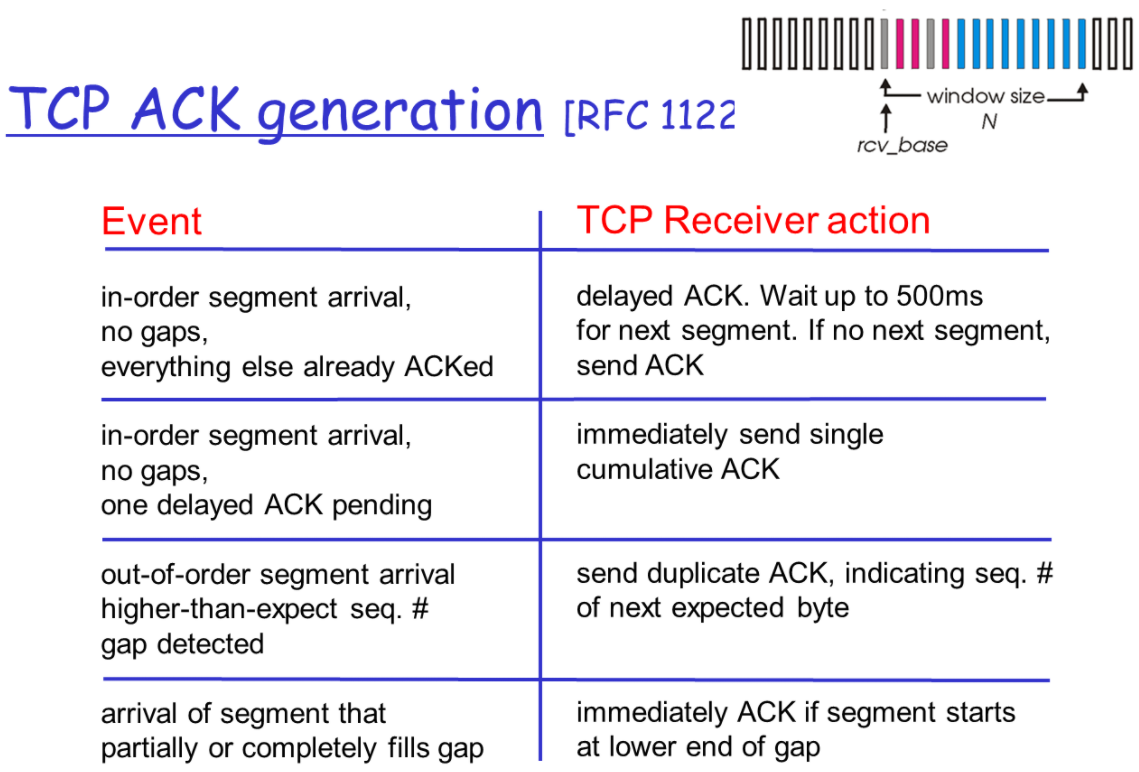 TCP ACK generation [RFC 1122
window size
N
rcv_base
Event
TCP Receiver action
in-order segment arrival,
no gaps,
everything else already ACKed
delayed ACK. Wait up to 500ms
for next segment. If no next segment,
send ACK
in-order segment arrival,
no gaps,
one delayed ACK pending
immediately send single
cumulative ACK
out-of-order segment arrival
higher-than-expect seq. #
gap detected
send duplicate ACK, indicating seq. #
of next expected byte
arrival of segment that
partially or completely fills gap
immediately ACK if segment starts
at lower end of gap